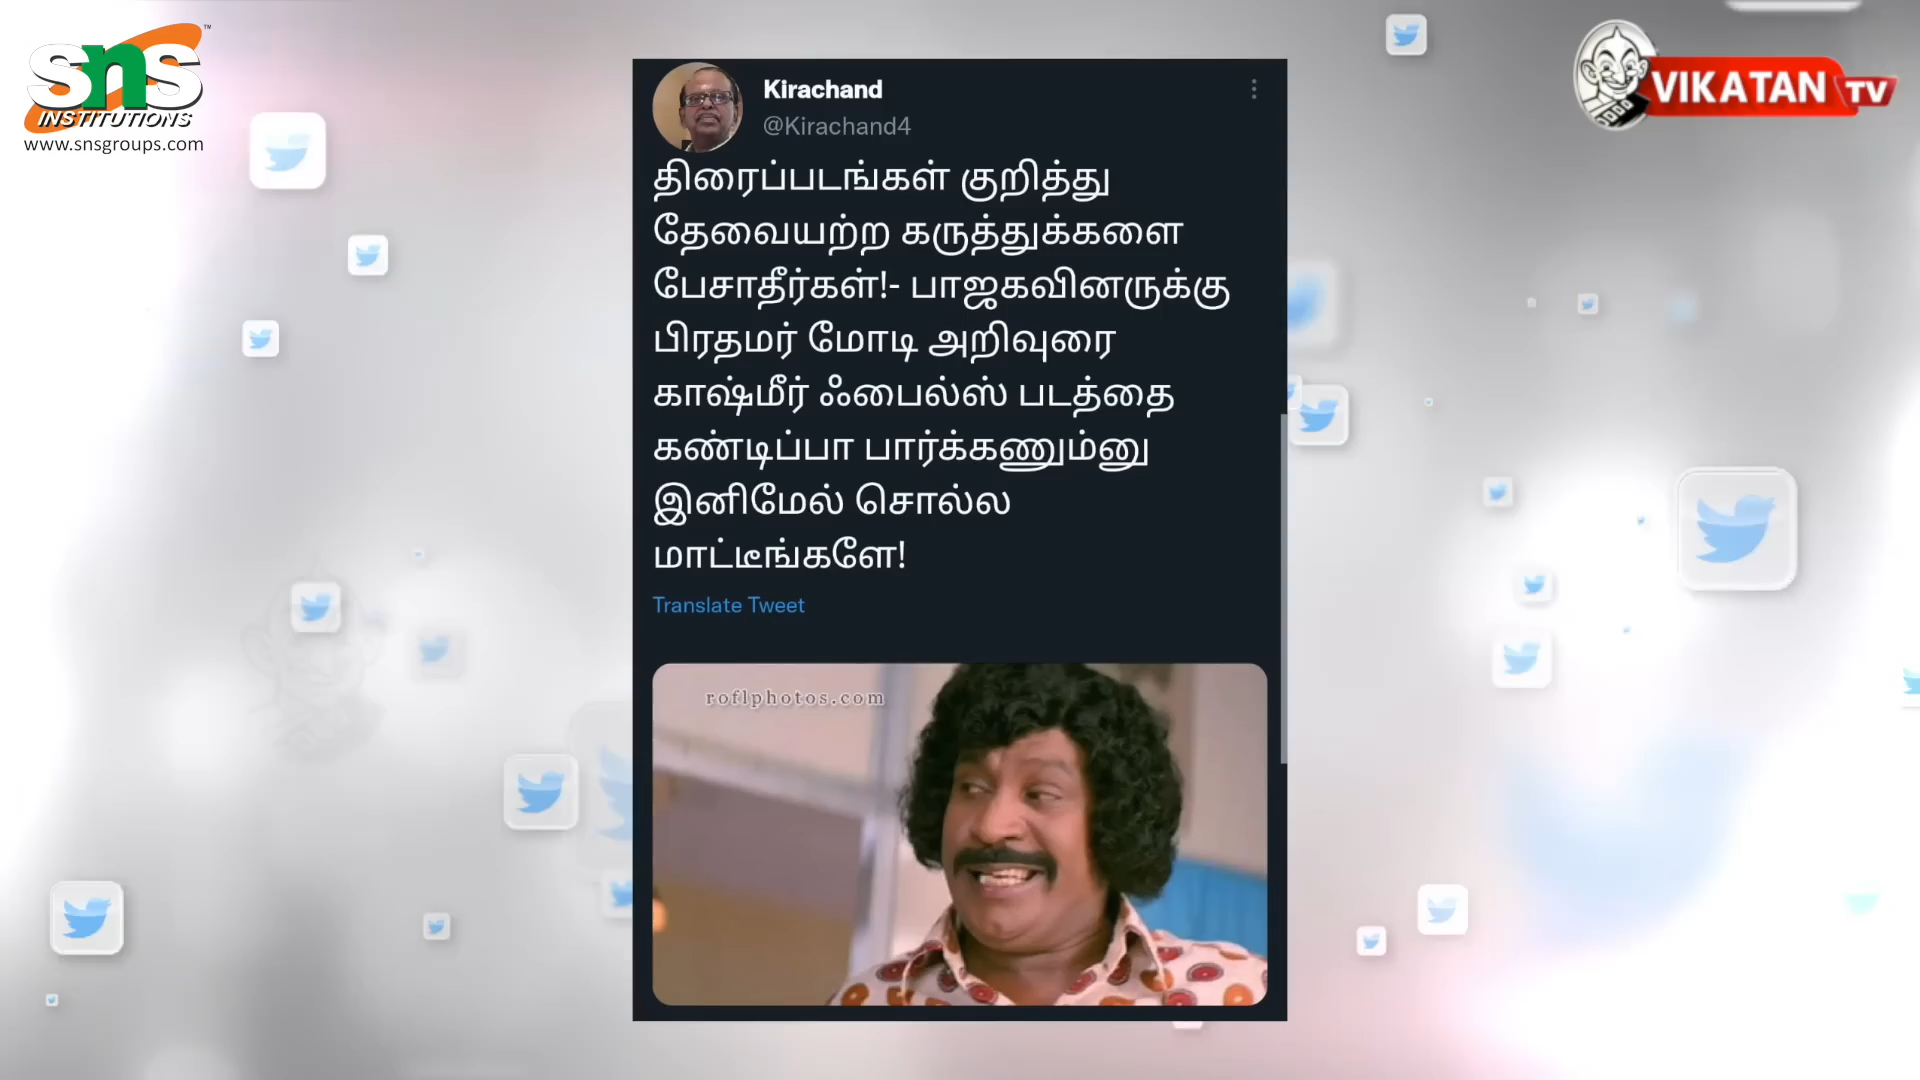 sns
INSTITUTIONS
www.snsgroups.com
TM
VIKATAN TV
Kirachand
@Kirachand4
திரைப்படங்கள் குறித்து
தேவையற்ற கருத்துக்களை
பேசாதீர்கள்!- பாஜகவினருக்கு
பிரதமர் மோடி அறிவுரை
காஷ்மீர் ஃபைல்ஸ் படத்தை
கண்டிப்பா பார்க்கணும்னு
இனிமேல் சொல்ல
மாட்டீங்களே!
Translate Tweet
roflphotos.com